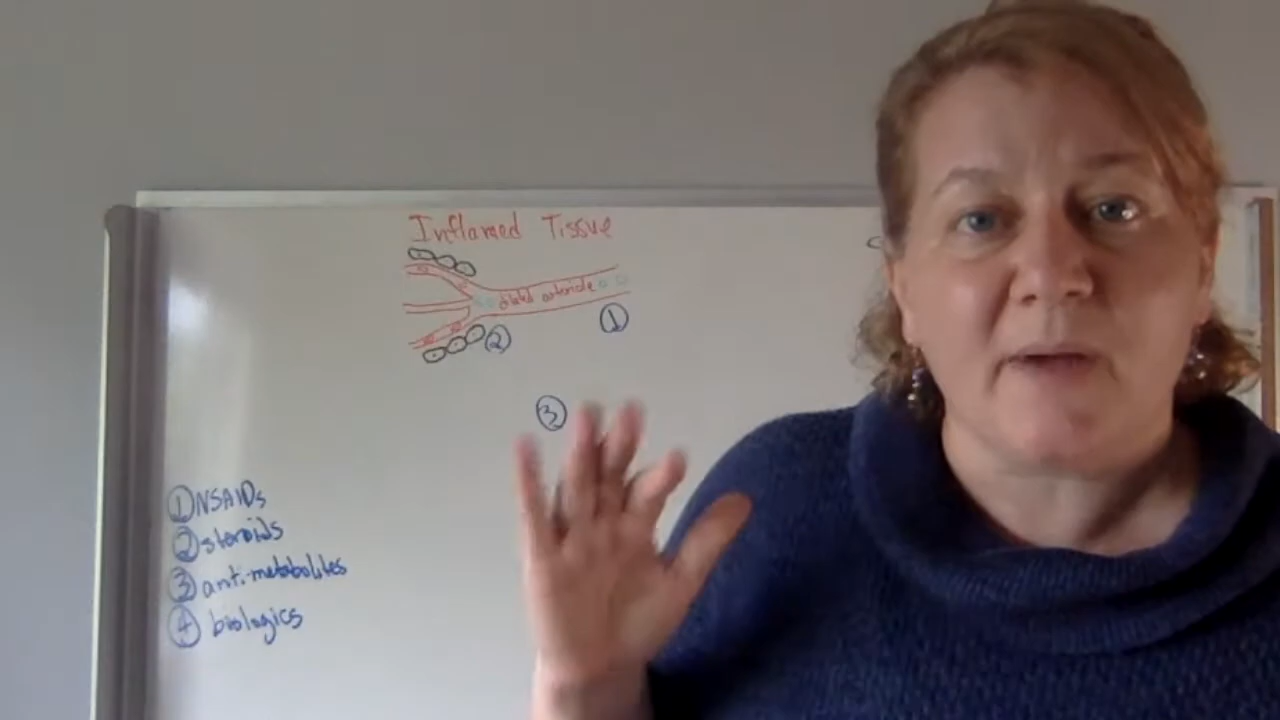 Inflamed Tissue
dilated arteriole
②
①
③
① NSAIDs
② steroids
③ anti-metabolites
④ biologics